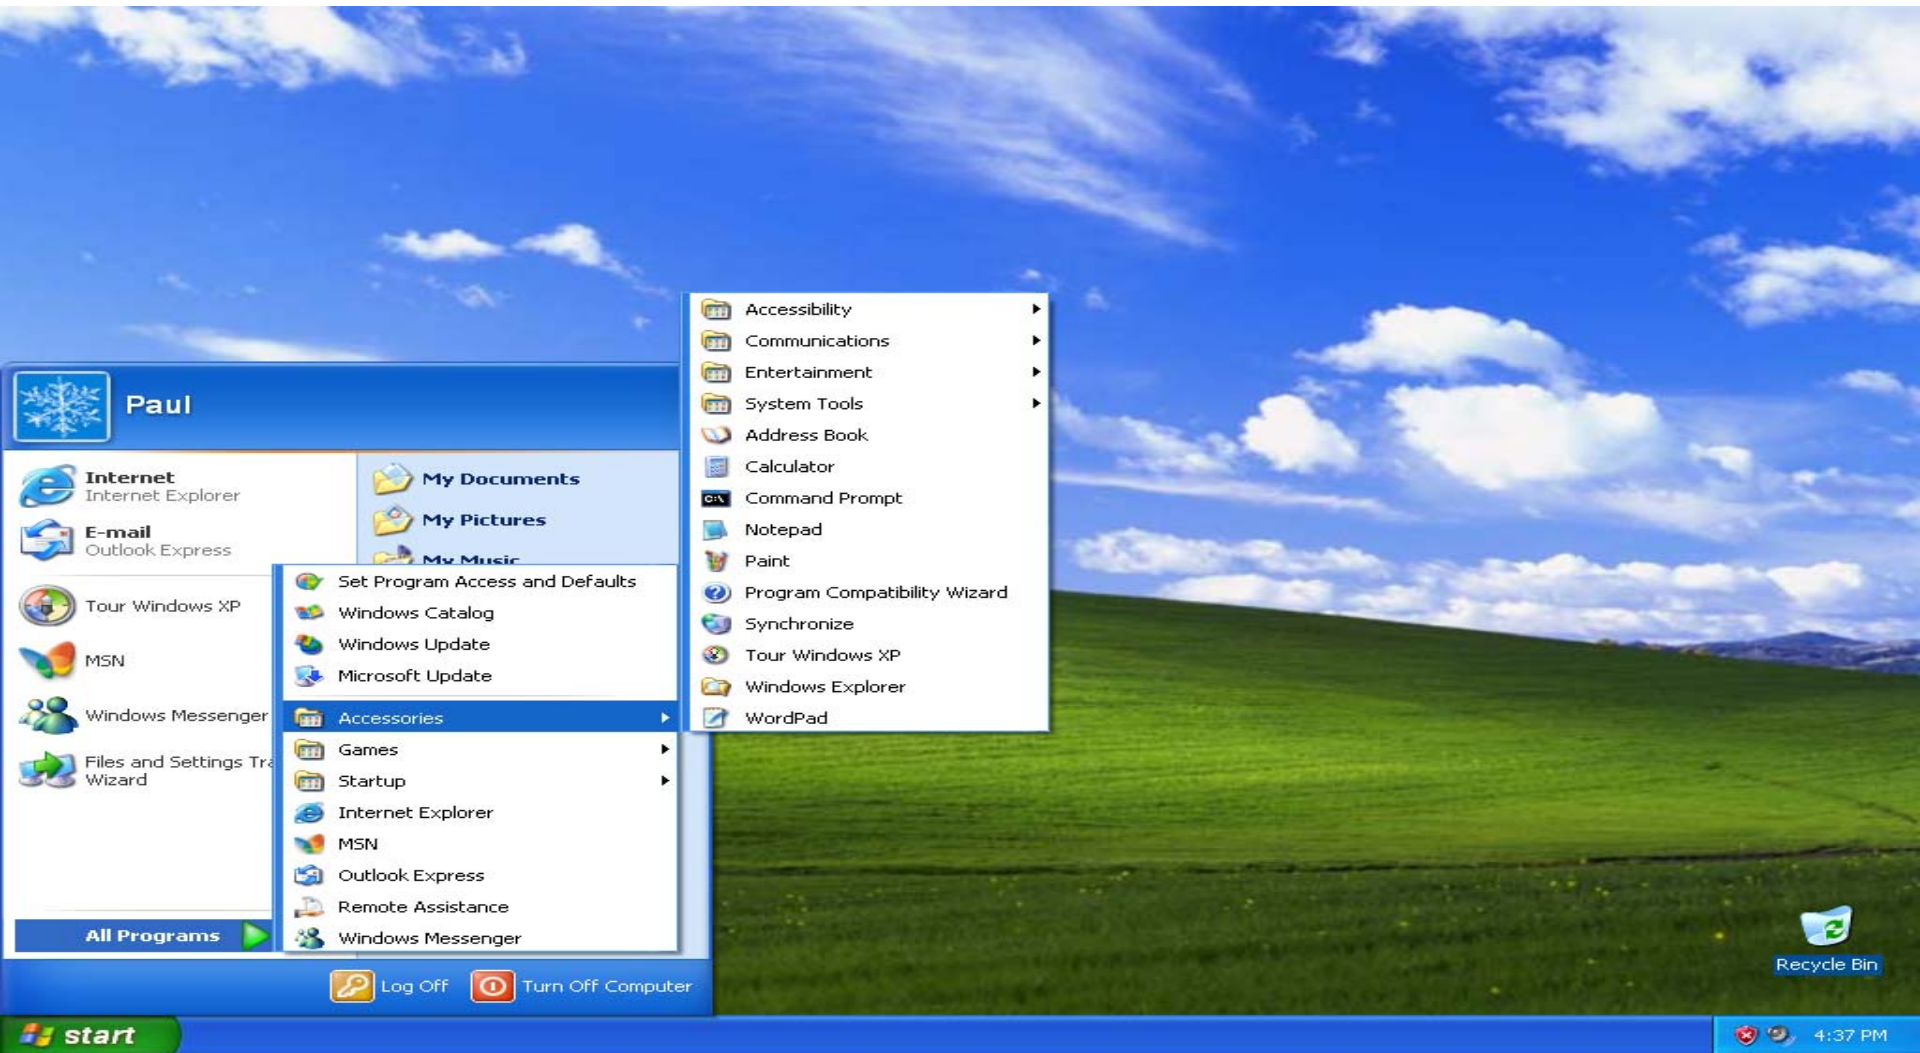 Paul
Internet
Internet Explorer
E-mail
Outlook Express
Tour Windows XP
MSN
Windows Messenger
Files and Settings Tra
Wizard
All Programs
My Documents
My Pictures
My Music
Set Program Access and Defaults
Windows Catalog
Windows Update
Microsoft Update
Accessories
Games
Startup
Internet Explorer
MSN
Outlook Express
Remote Assistance
Windows Messenger
Accessibility
Communications
Entertainment
System Tools
Address Book
Calculator
C:\
Command Prompt
Notepad
Paint
Program Compatibility Wizard
Synchronize
Tour Windows XP
Windows Explorer
WordPad
Log Off
Turn Off Computer
Recycle Bin
start
4:37 PM